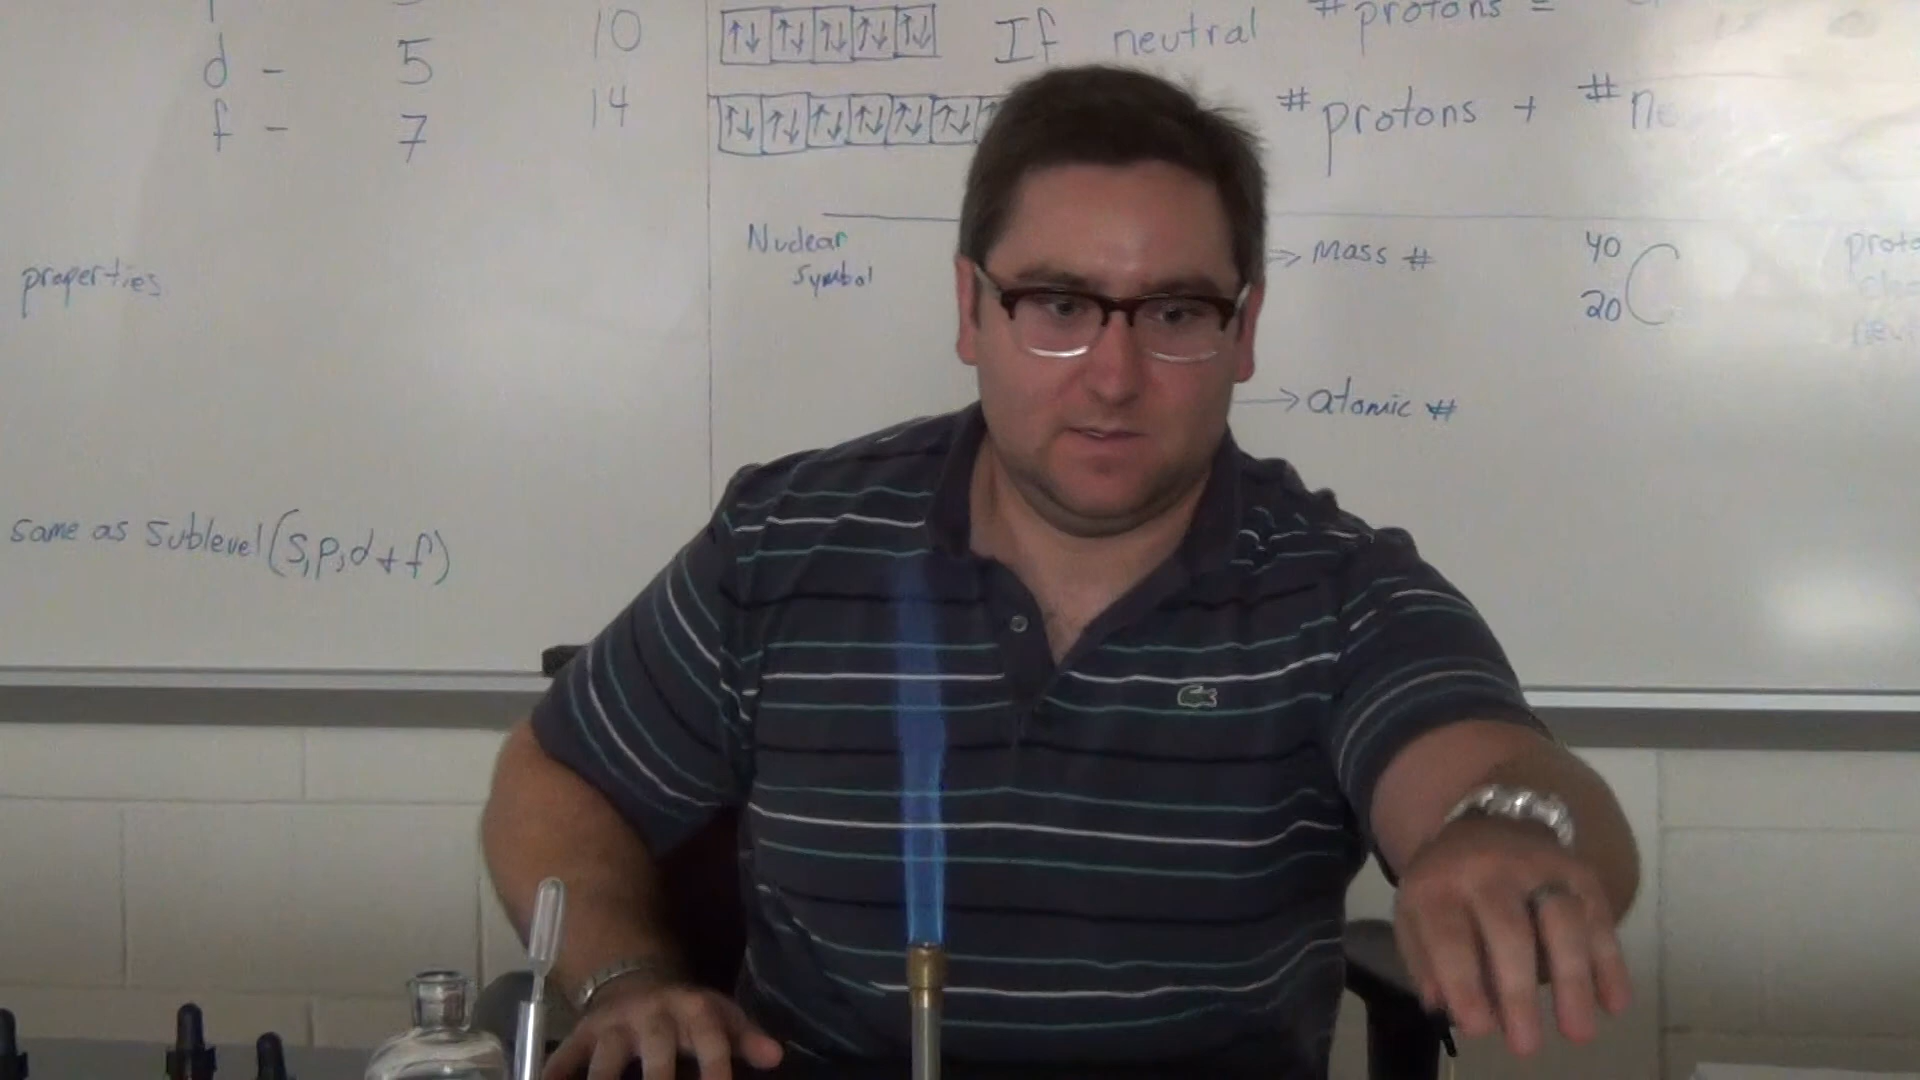 d - 5 10
f - 7 14
If neutral #protons =
#protons +
properties
Nuclear
Symbol
→ Mass #
40
20
→ atomic #
same as Sublevel (s,p,d + f)